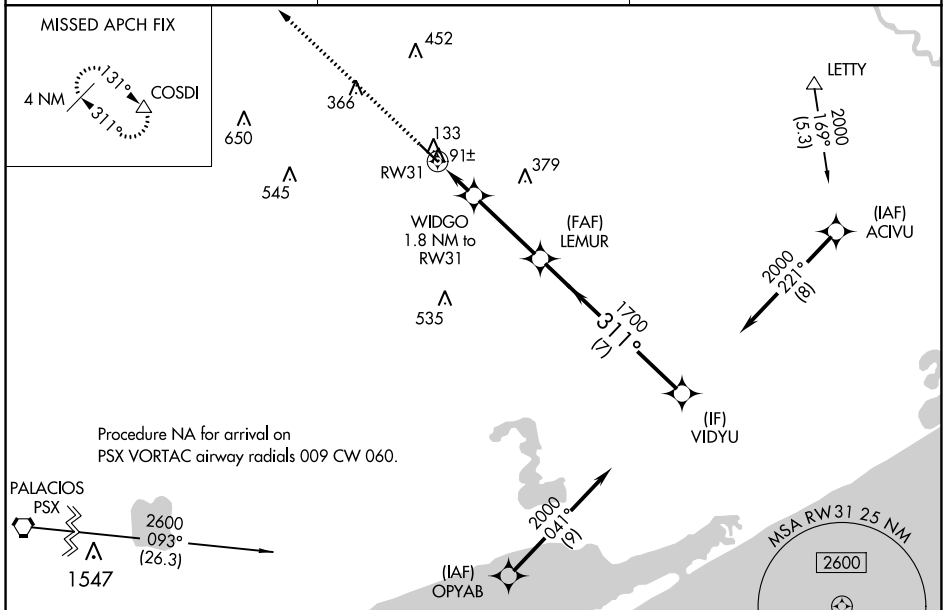 MISSED APCH FIX
4 NM
131°
311°
COSDI
452
366
650
545
133
91±
RW31
379
LETTY
2000
169°
(5.3)
(IAF)
ACIVU
2000
221°
(8)
WIDGO
1.8 NM to
RW31
(FAF)
LEMUR
535
1700
311°
(7)
(IF)
VIDYU
Procedure NA for arrival on
PSX VORTAC airway radials 009 CW 060.
PALACIOS
PSX
2600
093°
(26.3)
1547
2000
041°
(9)
(IAF)
OPYAB
MSA RW31 25 NM
2600